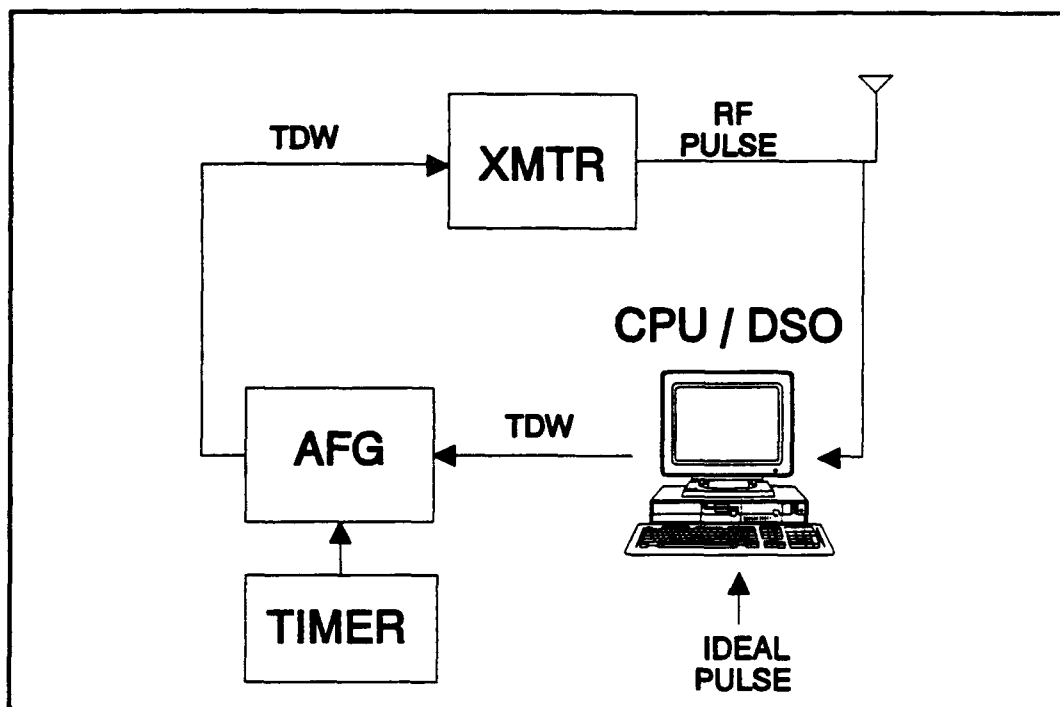 TDW
XMTR
RF
PULSE
CPU / DSO
AFG
TDW
TIMER
IDEAL
PULSE